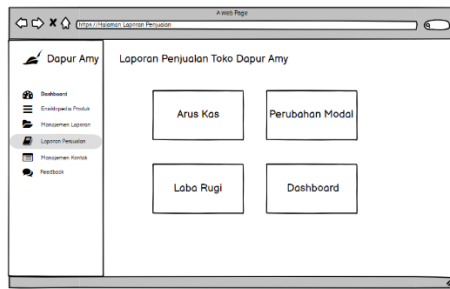 A Web Page
https://Halaman Laporan Penjualan
Dapur Amy
Laporan Penjualan Toko Dapur Amy
Dashboard
Ensiklopedia Produk
Manajemen Laporan
Laporan Penjualan
Manajemen Kontak
Feedback
Arus Kas
Perubahan Modal
Laba Rugi
Dashboard